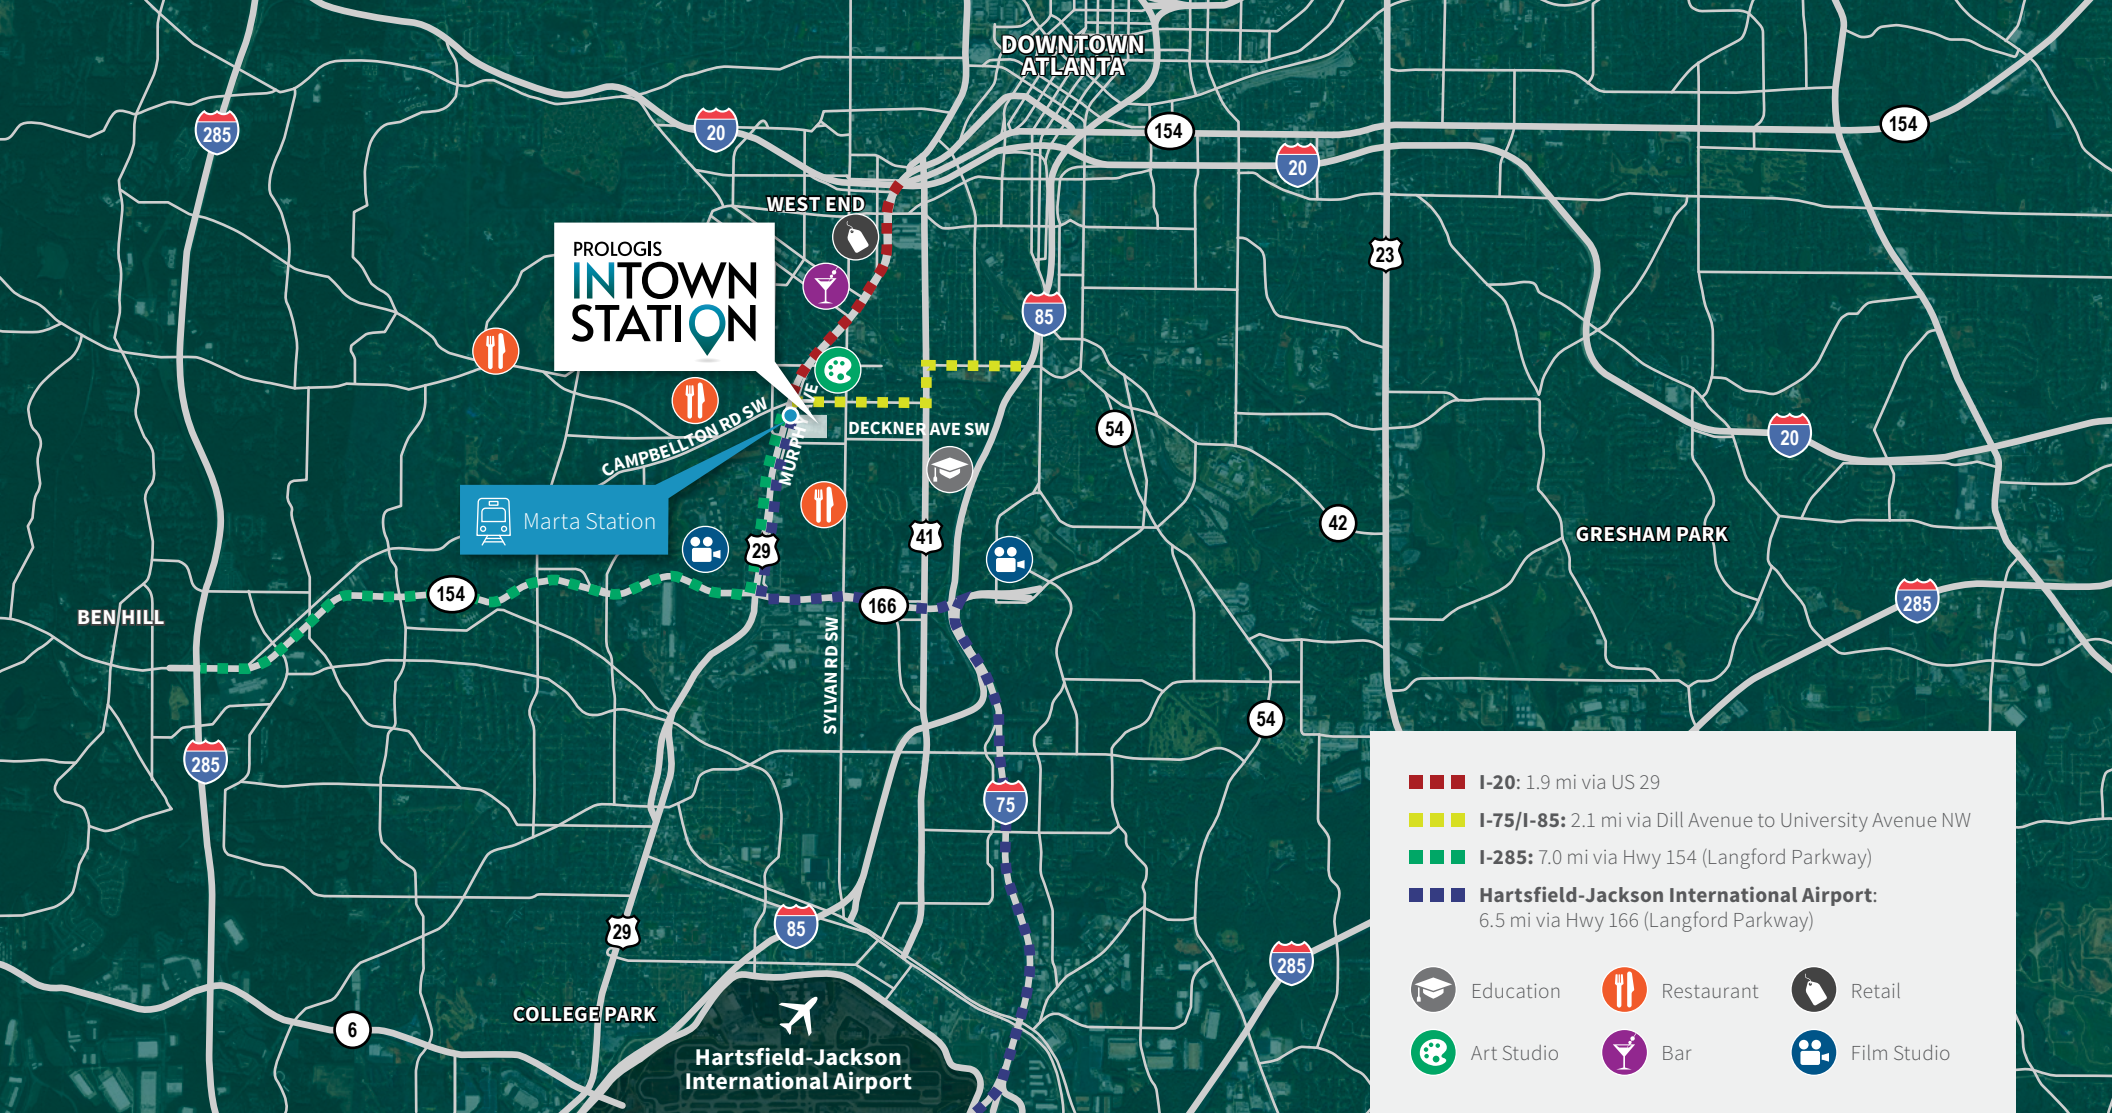 DOWNTOWN
ATLANTA
285
20
154
154
20
WEST END
PROLOGIS
INTOWN
STATION
23
85
CAMPBELLTON RD SW
MURPHY AVE
DECKNER AVE SW
54
20
Marta Station
29
41
42
GRESHAM PARK
154
166
285
BEN HILL
SYLVAN RD SW
54
285
75
29
85
285
6
COLLEGE PARK
Hartsfield-Jackson
International Airport
I-20: 1.9 mi via US 29
I-75/I-85: 2.1 mi via Dill Avenue to University Avenue NW
I-285: 7.0 mi via Hwy 154 (Langford Parkway)
Hartsfield-Jackson International Airport:
6.5 mi via Hwy 166 (Langford Parkway)
Education
Restaurant
Retail
Art Studio
Bar
Film Studio